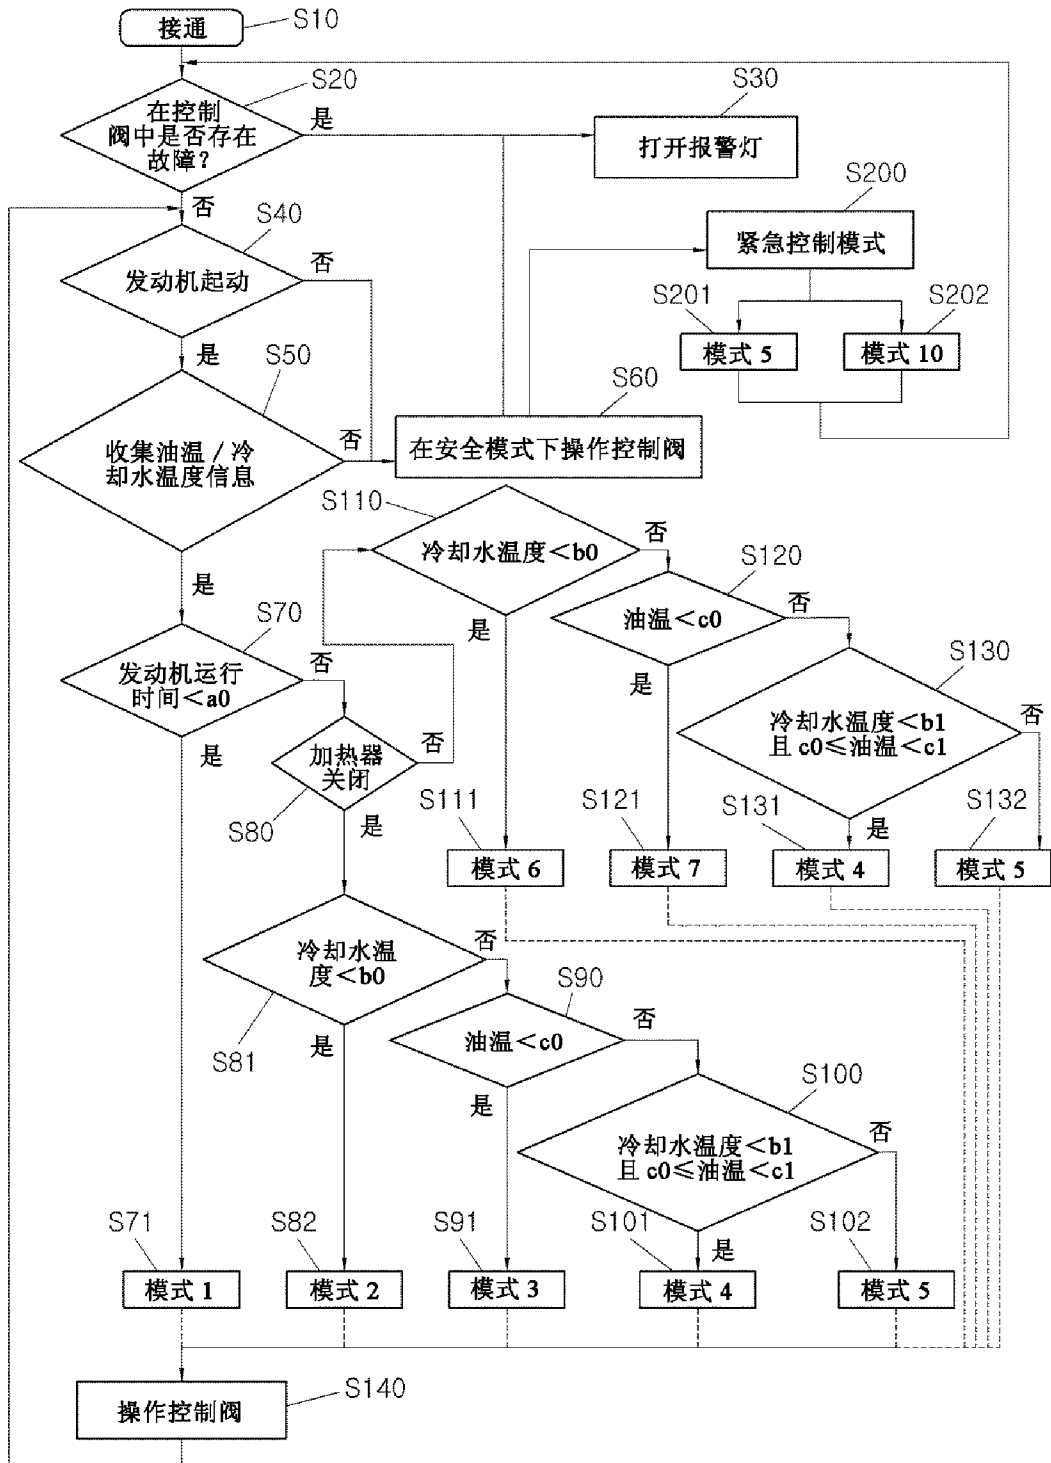 接通
S10
S20
在控制
阀中是否存在
故障？
是
S30
打开报警灯
否
S200
紧急控制模式
S40
发动机起动
否
S201
模式 5
S202
模式 10
是
S50
收集油温 / 冷
却水温度信息
否
S60
在安全模式下操作控制阀
是
S110
冷却水温度＜b0
否
S120
油温＜c0
否
是
S130
冷却水温度＜b1
且 c0≤油温＜c1
否
是
S70
发动机运行
时间＜a0
否
是
加热器
关闭
否
S80
是
S111
模式 6
S121
模式 7
S131
是
模式 4
S132
模式 5
冷却水温
度＜b0
否
S81
是
S90
油温＜c0
否
是
S100
冷却水温度＜b1
且 c0≤油温＜c1
否
S71
模式 1
S82
模式 2
S91
模式 3
S101
是
模式 4
S102
模式 5
S140
操作控制阀